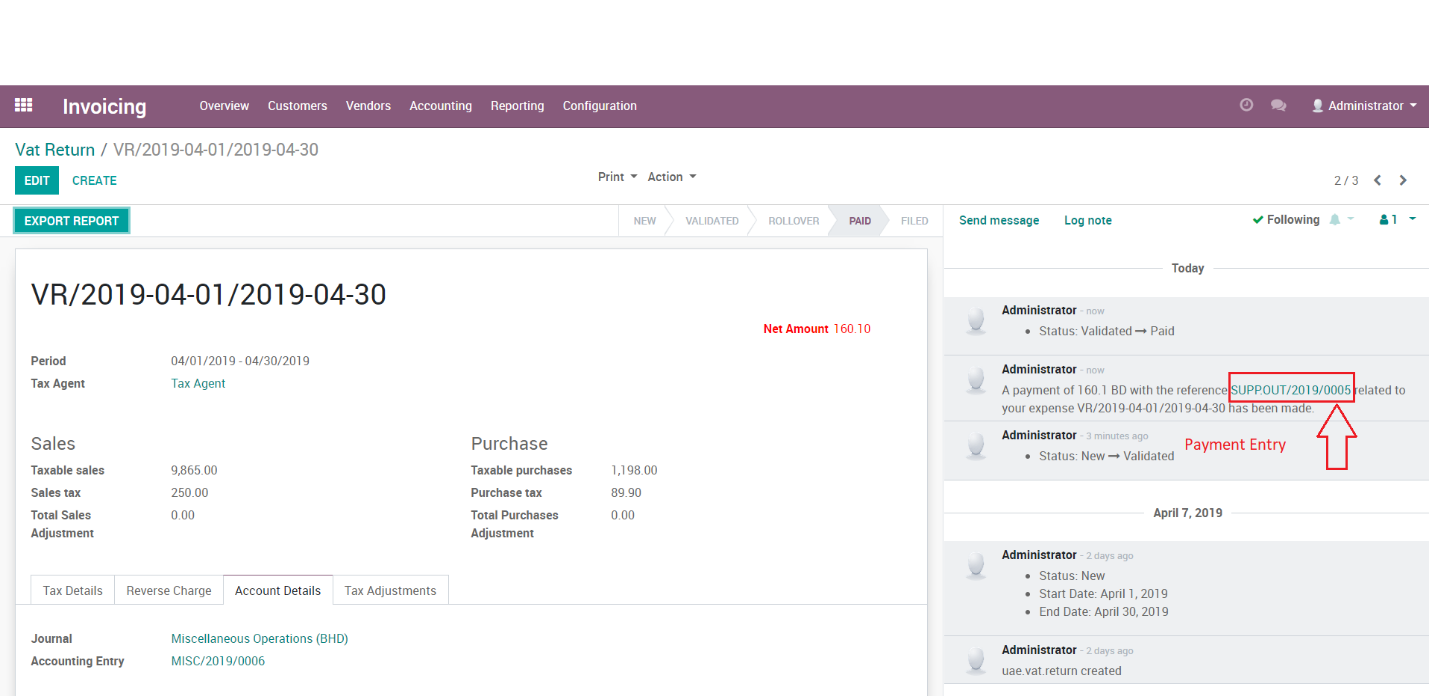 Invoicing Overview Customers Vendors Accounting Reporting Configuration Administrator
Vat Return / VR/2019-04-01/2019-04-30
EDIT CREATE Print Action 2 / 3
EXPORT REPORT NEW VALIDATED ROLLOVER PAID FILED
VR/2019-04-01/2019-04-30
Net Amount 160.10
Period 04/01/2019 - 04/30/2019
Tax Agent Tax Agent
Sales
Taxable sales 9,865.00
Sales tax 250.00
Total Sales 0.00
Adjustment
Purchase
Taxable purchases 1,198.00
Purchase tax 89.90
Total Purchases 0.00
Adjustment
Tax Details Reverse Charge Account Details Tax Adjustments
Journal Miscellaneous Operations (BHD)
Accounting Entry MISC/2019/0006
Send message Log note Following 1
Today
Administrator - now
Status: Validated → Paid
Administrator - now
A payment of 160.1 BD with the reference SUPP.OUT/2019/0005 related to
your expense VR/2019-04-01/2019-04-30 has been made.
Administrator - 3 minutes ago
Status: New → Validated
Payment Entry
April 7, 2019
Administrator - 2 days ago
Status: New
Start Date: April 1, 2019
End Date: April 30, 2019
Administrator - 2 days ago
uae.vat.return created